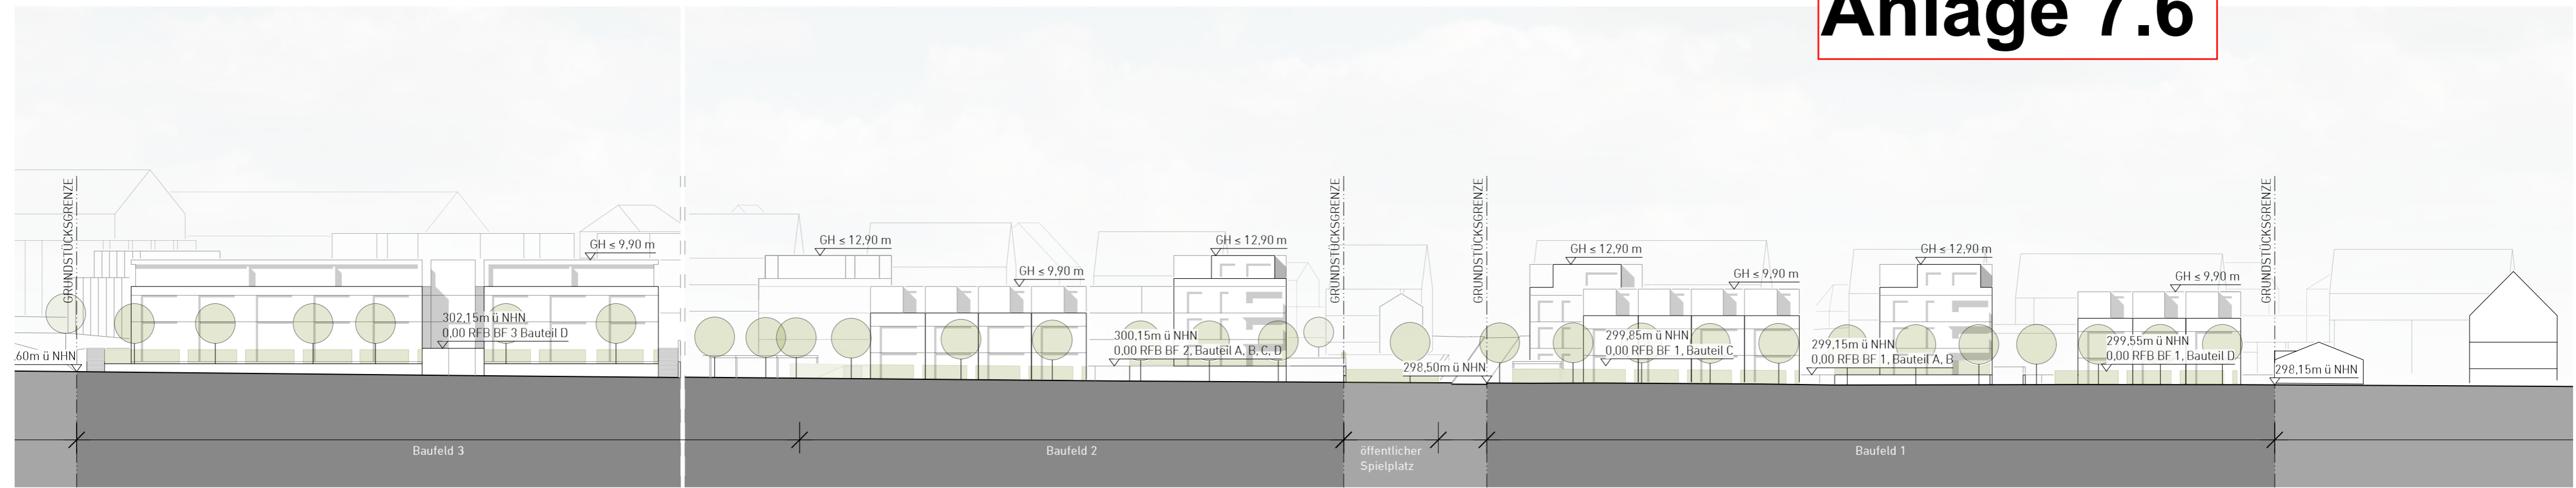 Anlage 7.6
GRUNDSTÜCKSGRENZE
GH ≤ 9,90 m
302,15m ü NHN
0,00 RFB BF 3 Bauteil D
.60m ü NHN
GH ≤ 12,90 m
GH ≤ 9,90 m
GH ≤ 12,90 m
300,15m ü NHN
0,00 RFB BF 2, Bauteil A, B, C, D
GRUNDSTÜCKSGRENZE
298,50m ü NHN
GRUNDSTÜCKSGRENZE
GH ≤ 12,90 m
GH ≤ 9,90 m
299,85m ü NHN
0,00 RFB BF 1, Bauteil C
GH ≤ 12,90 m
299,15m ü NHN
0,00 RFB BF 1, Bauteil A, B
GH ≤ 9,90 m
299,55m ü NHN
0,00 RFB BF 1, Bauteil D
GRUNDSTÜCKSGRENZE
298,15m ü NHN
Baufeld 3
Baufeld 2
öffentlicher
Spielplatz
Baufeld 1